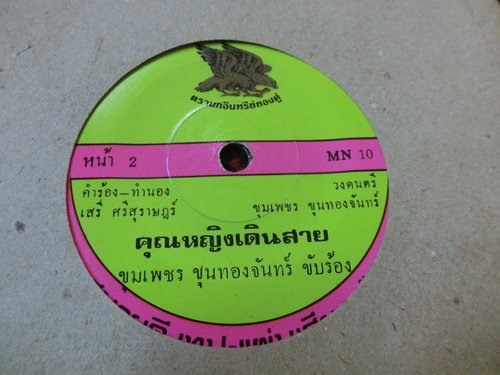 ตรานกอินทรีย์ทองคู่
หน้า 2
MN 10
คำร้อง–ทำนอง
เสรี ศรีสุราษฎร์
วงดนตรี
ขุมเพชร ขุนทองจันทร์
คุณหญิงเดินสาย
ขุมเพชร ขุนทองจันทร์ ขับร้อง